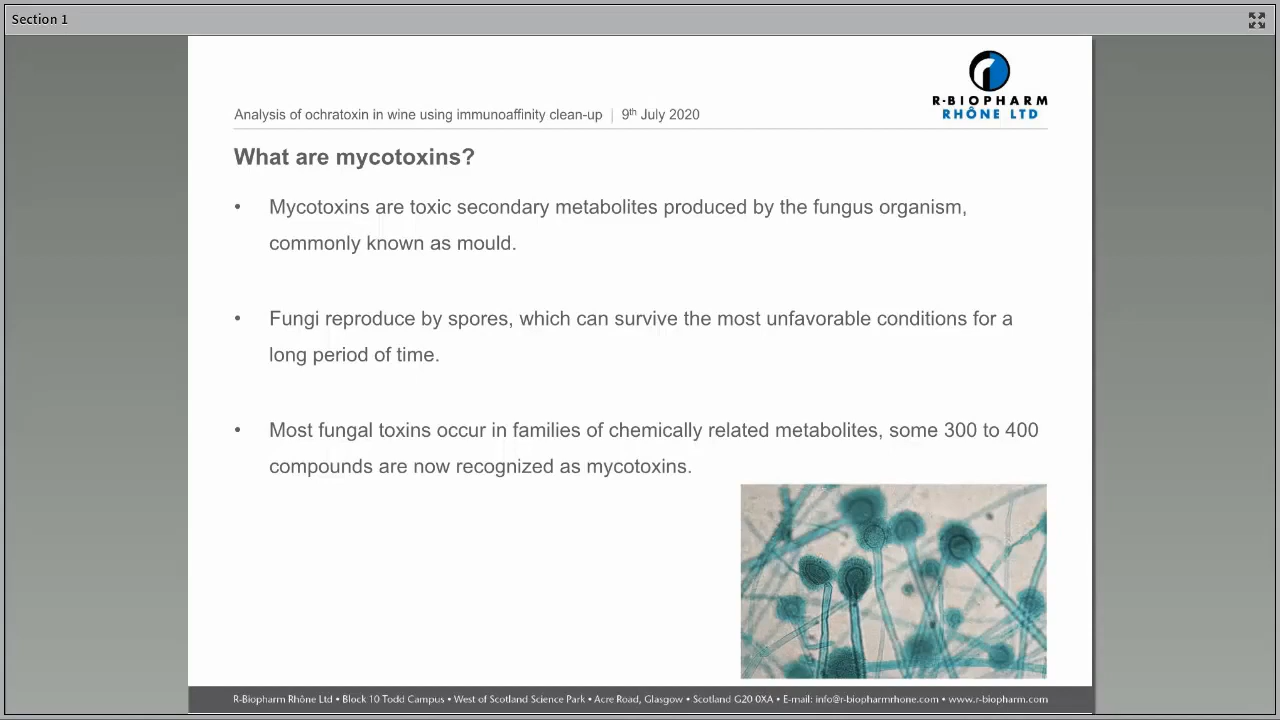 Section 1
R-BIOPHARM
RHÔNE LTD
Analysis of ochratoxin in wine using immunoaffinity clean-up | 9th July 2020
What are mycotoxins?
• Mycotoxins are toxic secondary metabolites produced by the fungus organism,
commonly known as mould.
• Fungi reproduce by spores, which can survive the most unfavorable conditions for a
long period of time.
• Most fungal toxins occur in families of chemically related metabolites, some 300 to 400
compounds are now recognized as mycotoxins.
R-Biopharm Rhône Ltd • Block 10 Todd Campus • West of Scotland Science Park • Acre Road, Glasgow • Scotland G20 0XA • E-mail: info@r-biopharmrhone.com • www.r-biopharm.com